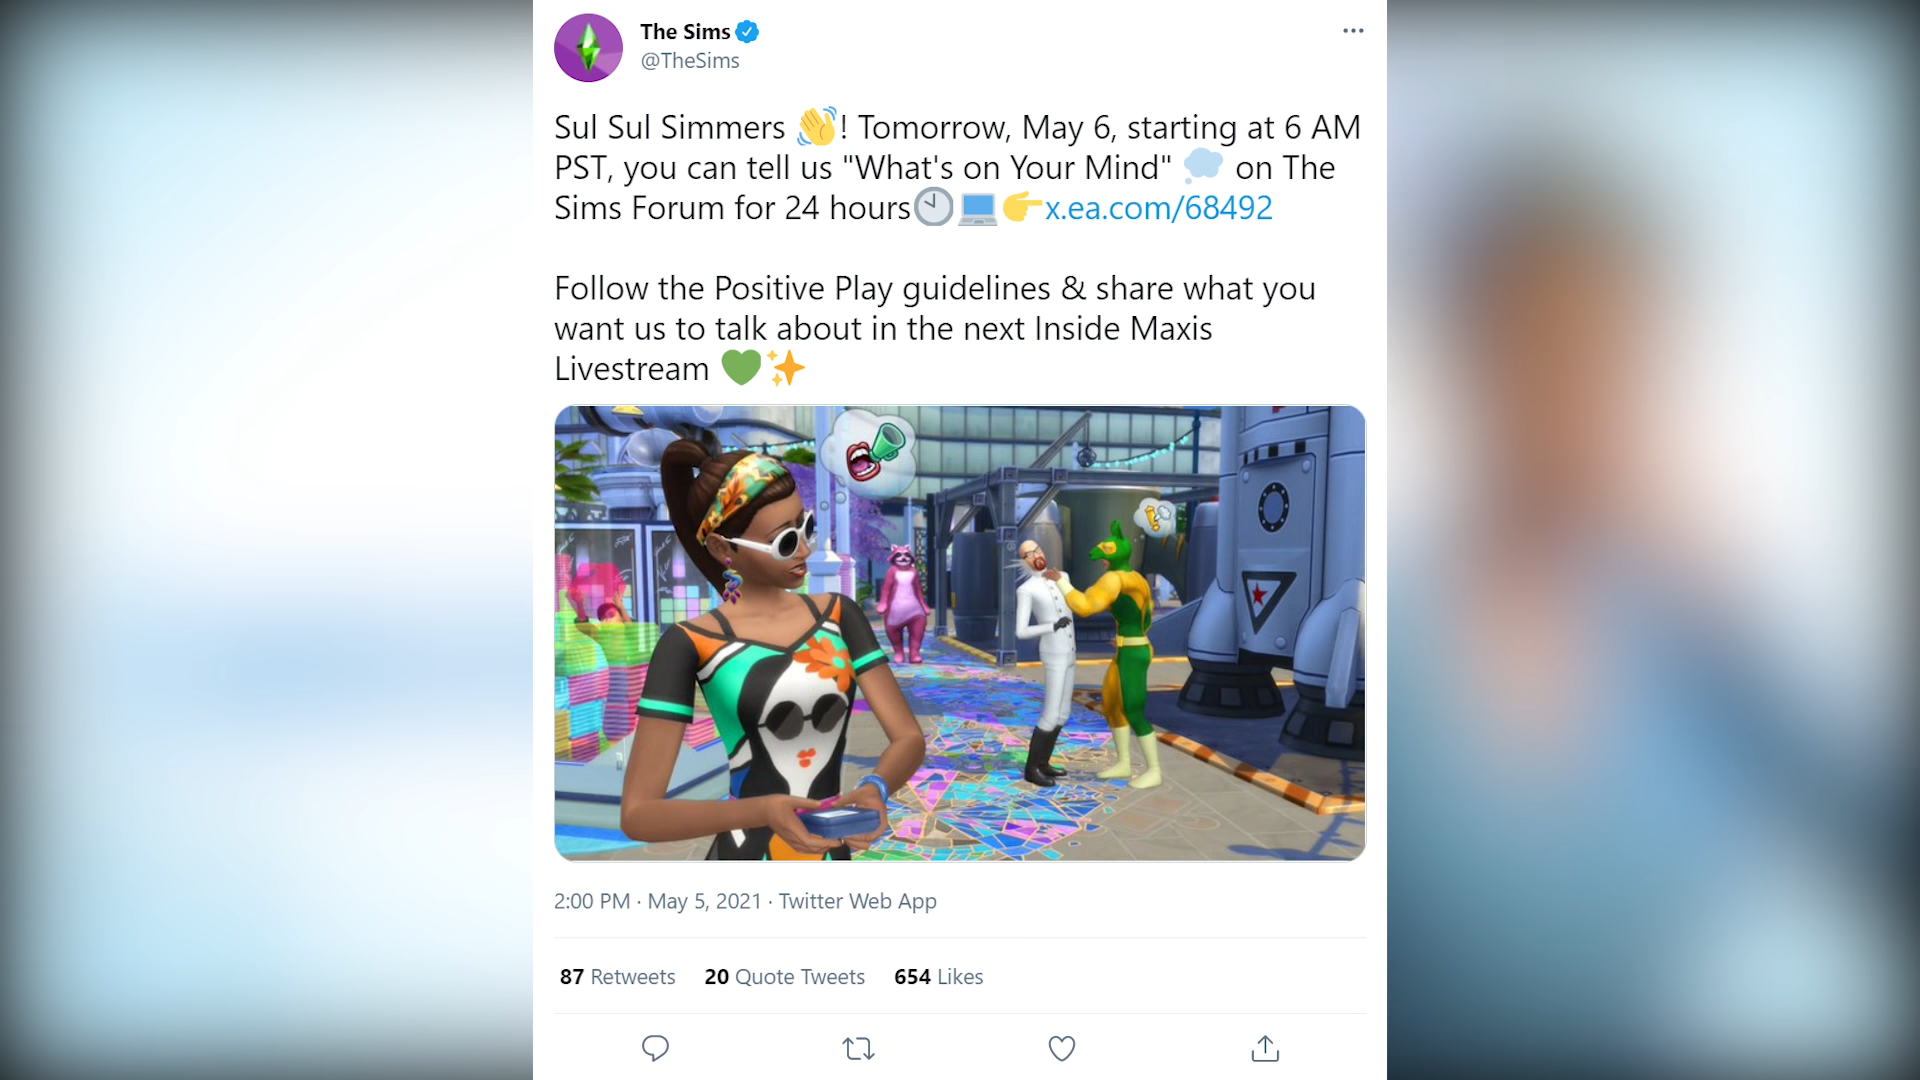 The Sims
@TheSims
Sul Sul Simmers 👋! Tomorrow, May 6, starting at 6 AM
PST, you can tell us "What's on Your Mind" 💭 on The
Sims Forum for 24 hours🕙💻👉x.ea.com/68492
Follow the Positive Play guidelines & share what you
want us to talk about in the next Inside Maxis
Livestream 💚✨
2:00 PM · May 5, 2021 · Twitter Web App
87 Retweets 20 Quote Tweets 654 Likes